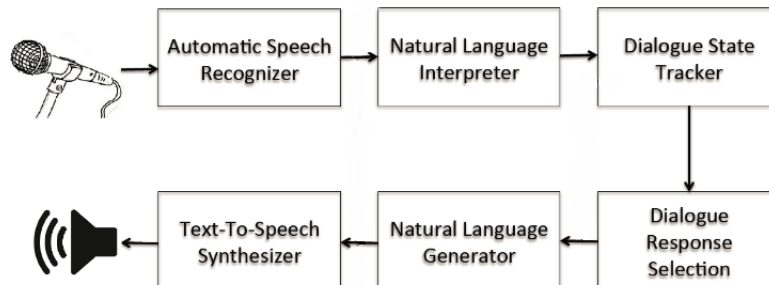 Automatic Speech
Recognizer
Natural Language
Interpreter
Dialogue State
Tracker
Text-To-Speech
Synthesizer
Natural Language
Generator
Dialogue
Response
Selection